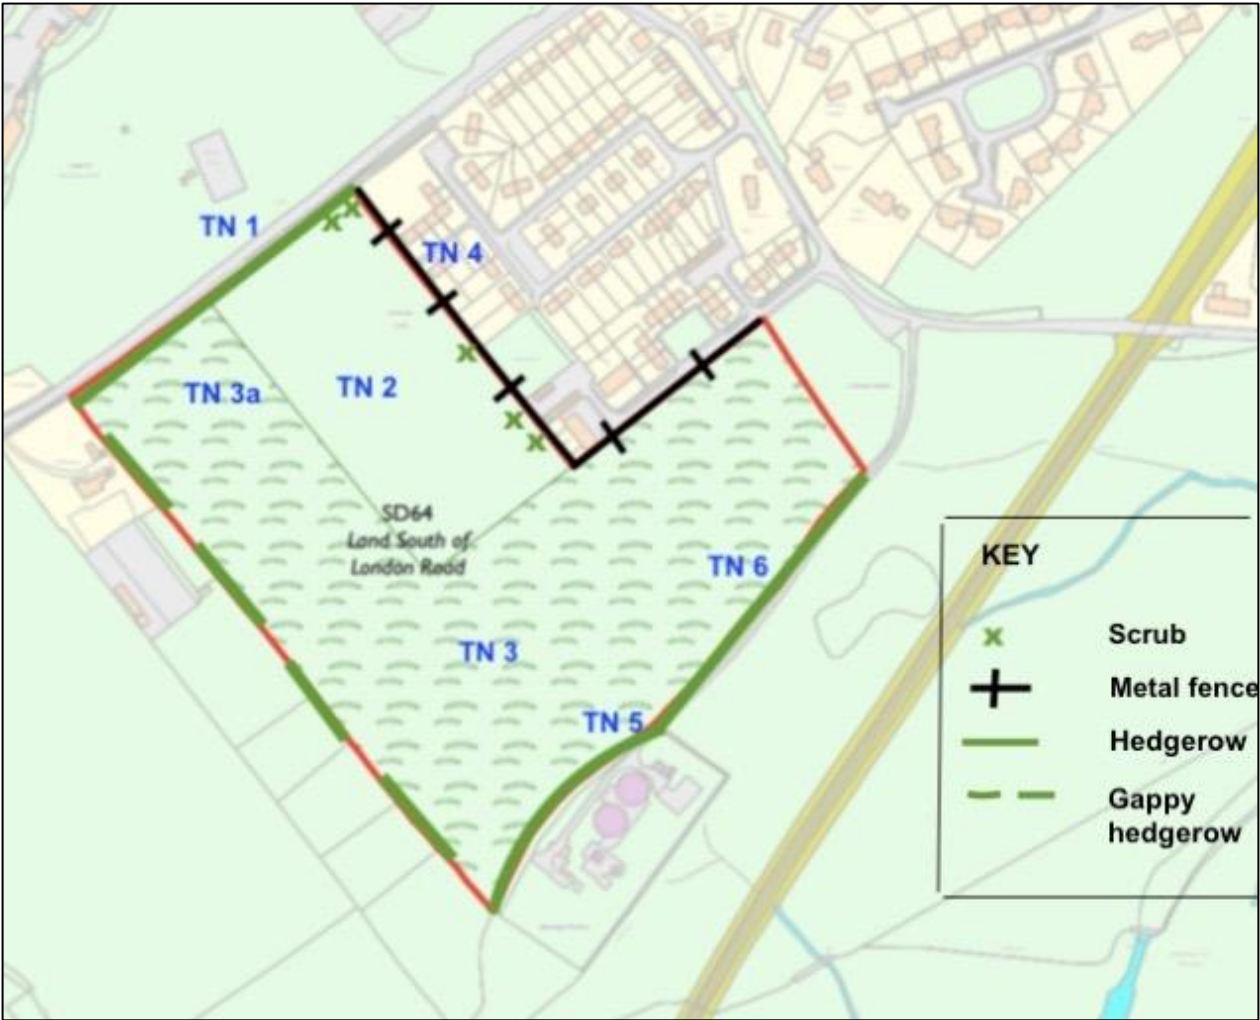 TN 1
TN 4
TN 3a
TN 2
SD64
Land South of
London Road
TN 6
TN 3
TN 5
KEY
Scrub
Metal fence
Hedgerow
Gappy
hedgerow